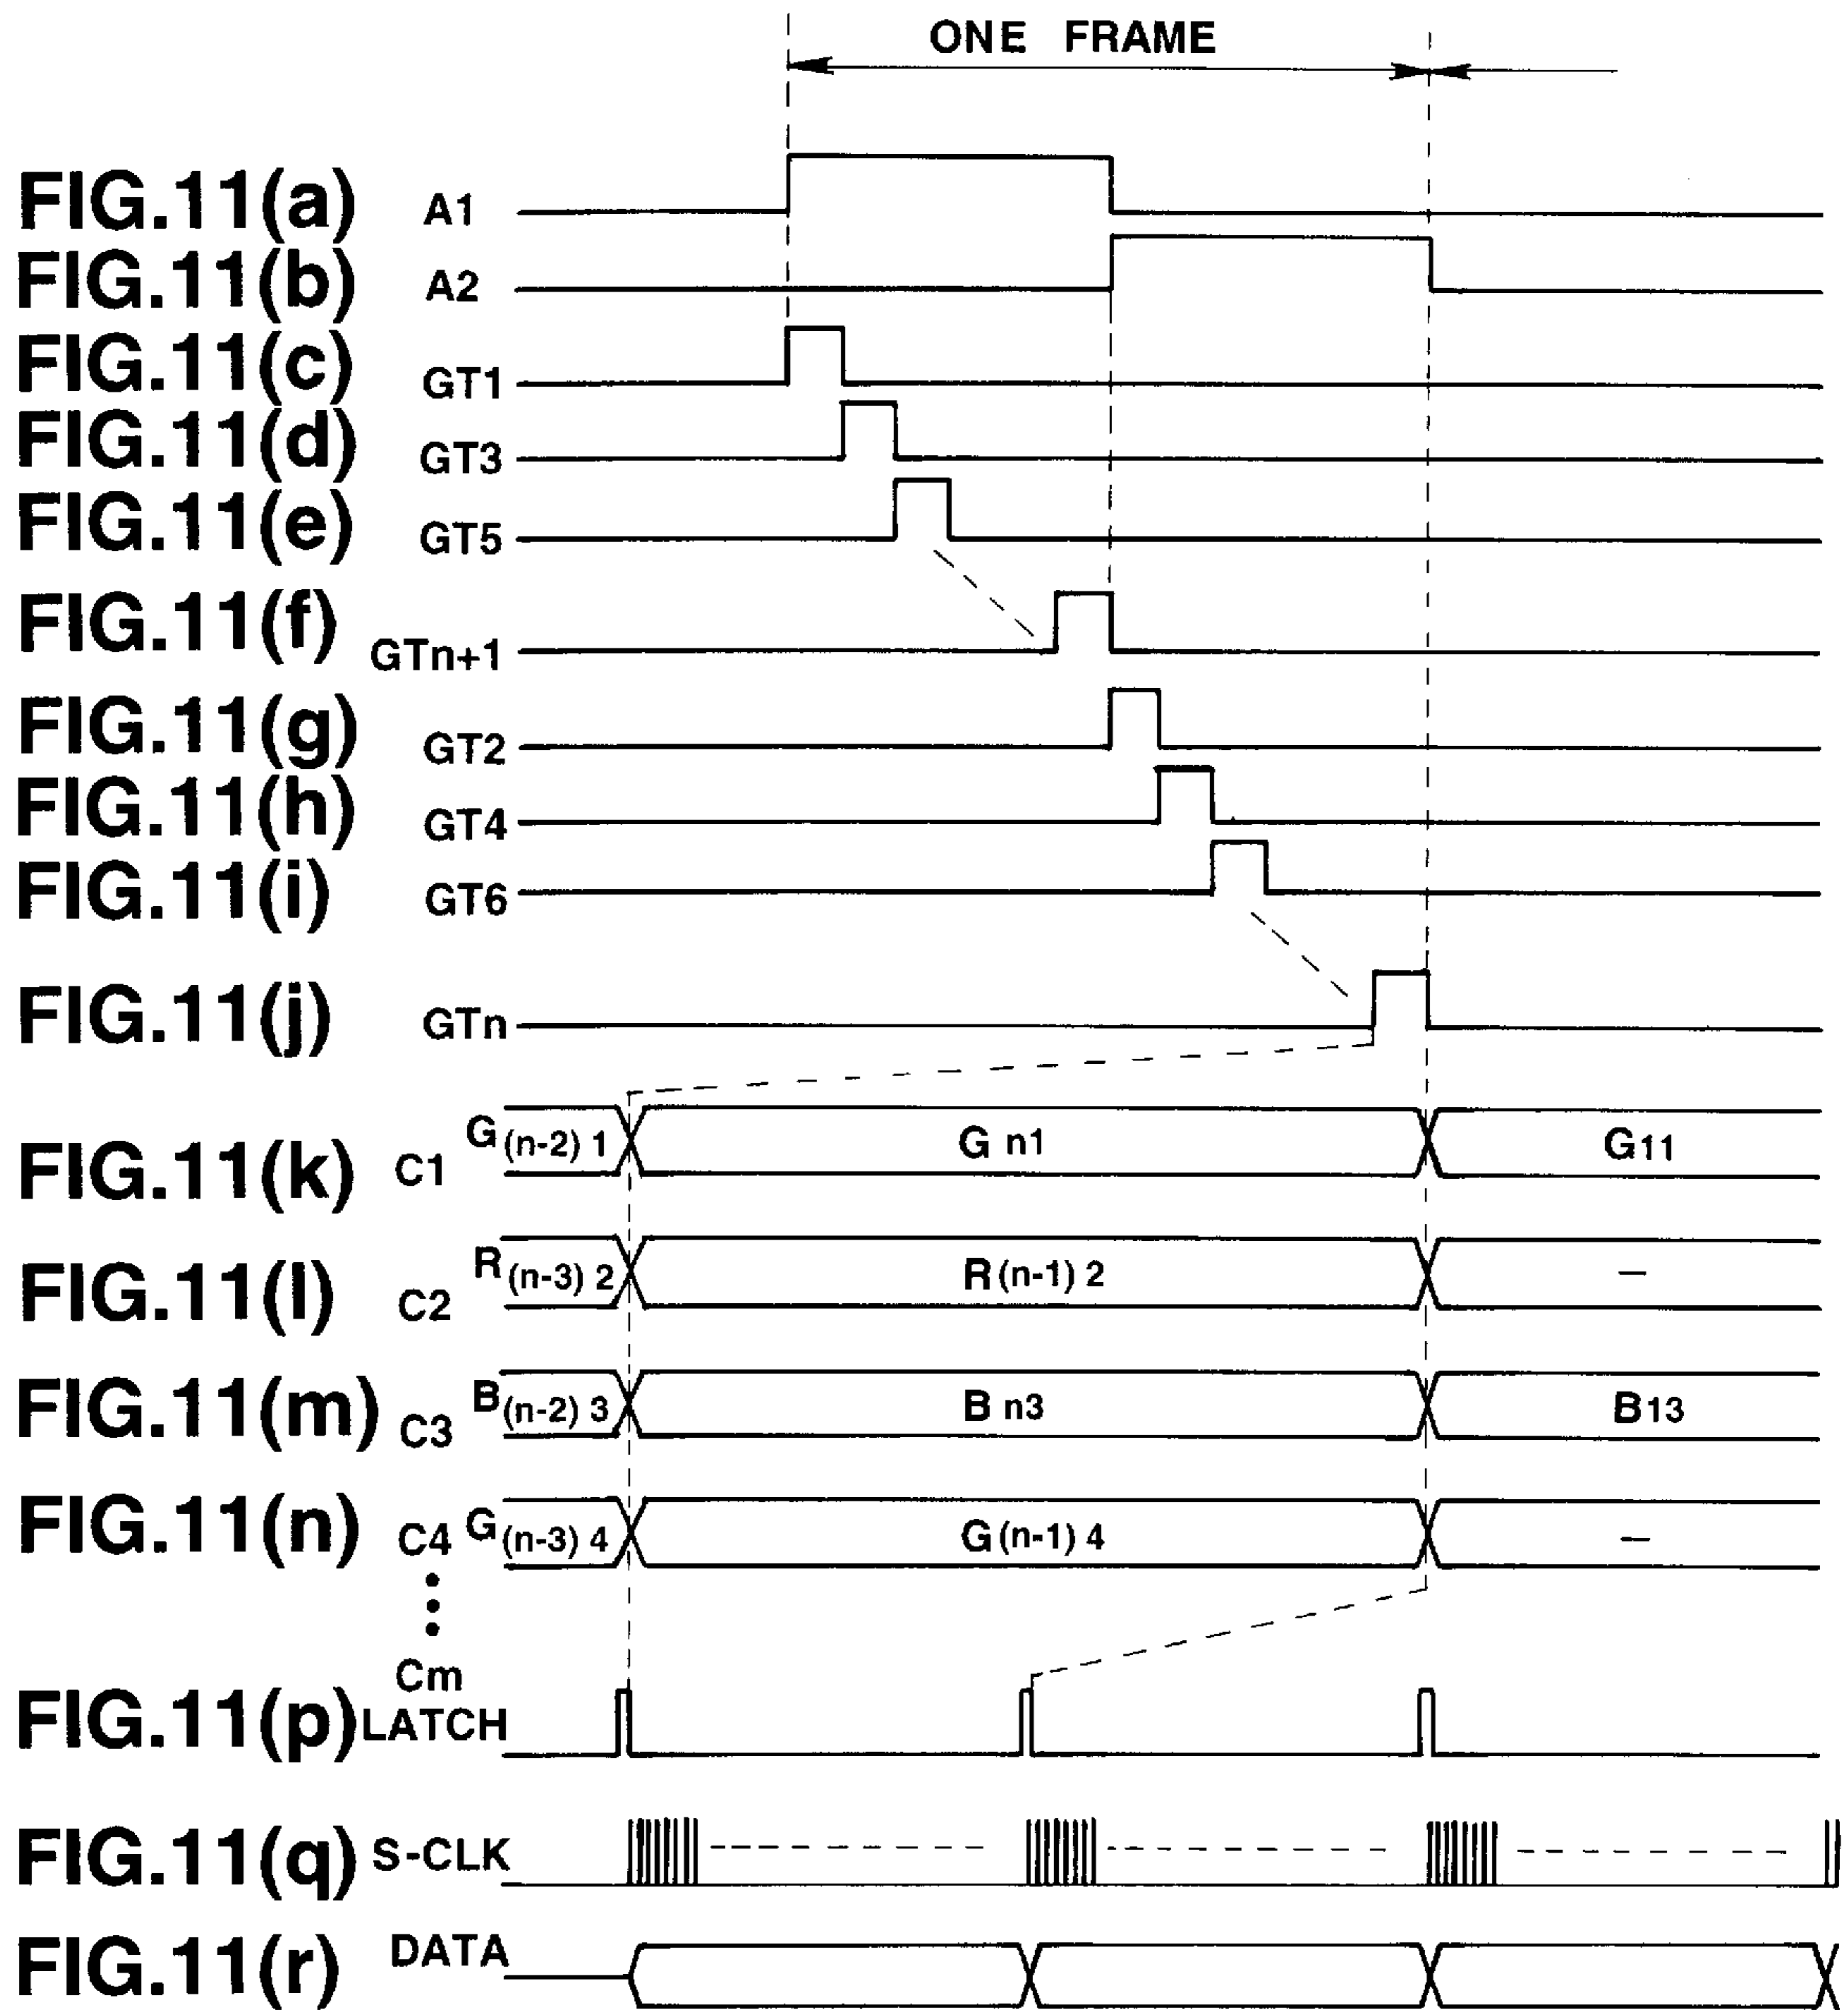 ONE FRAME
FIG.11(a) A1
FIG.11(b) A2
FIG.11(c) GT1
FIG.11(d) GT3
FIG.11(e) GT5
FIG.11(f) GTn+1
FIG.11(g) GT2
FIG.11(h) GT4
FIG.11(i) GT6
FIG.11(j) GTn
FIG.11(k) C1 G(n-2) 1 G n1 G11
FIG.11(l) C2 R(n-3) 2 R(n-1) 2 —
FIG.11(m) C3 B(n-2) 3 B n3 B13
FIG.11(n) C4 G(n-3) 4 G(n-1) 4 —
Cm
FIG.11(p) LATCH
FIG.11(q) S-CLK
FIG.11(r) DATA